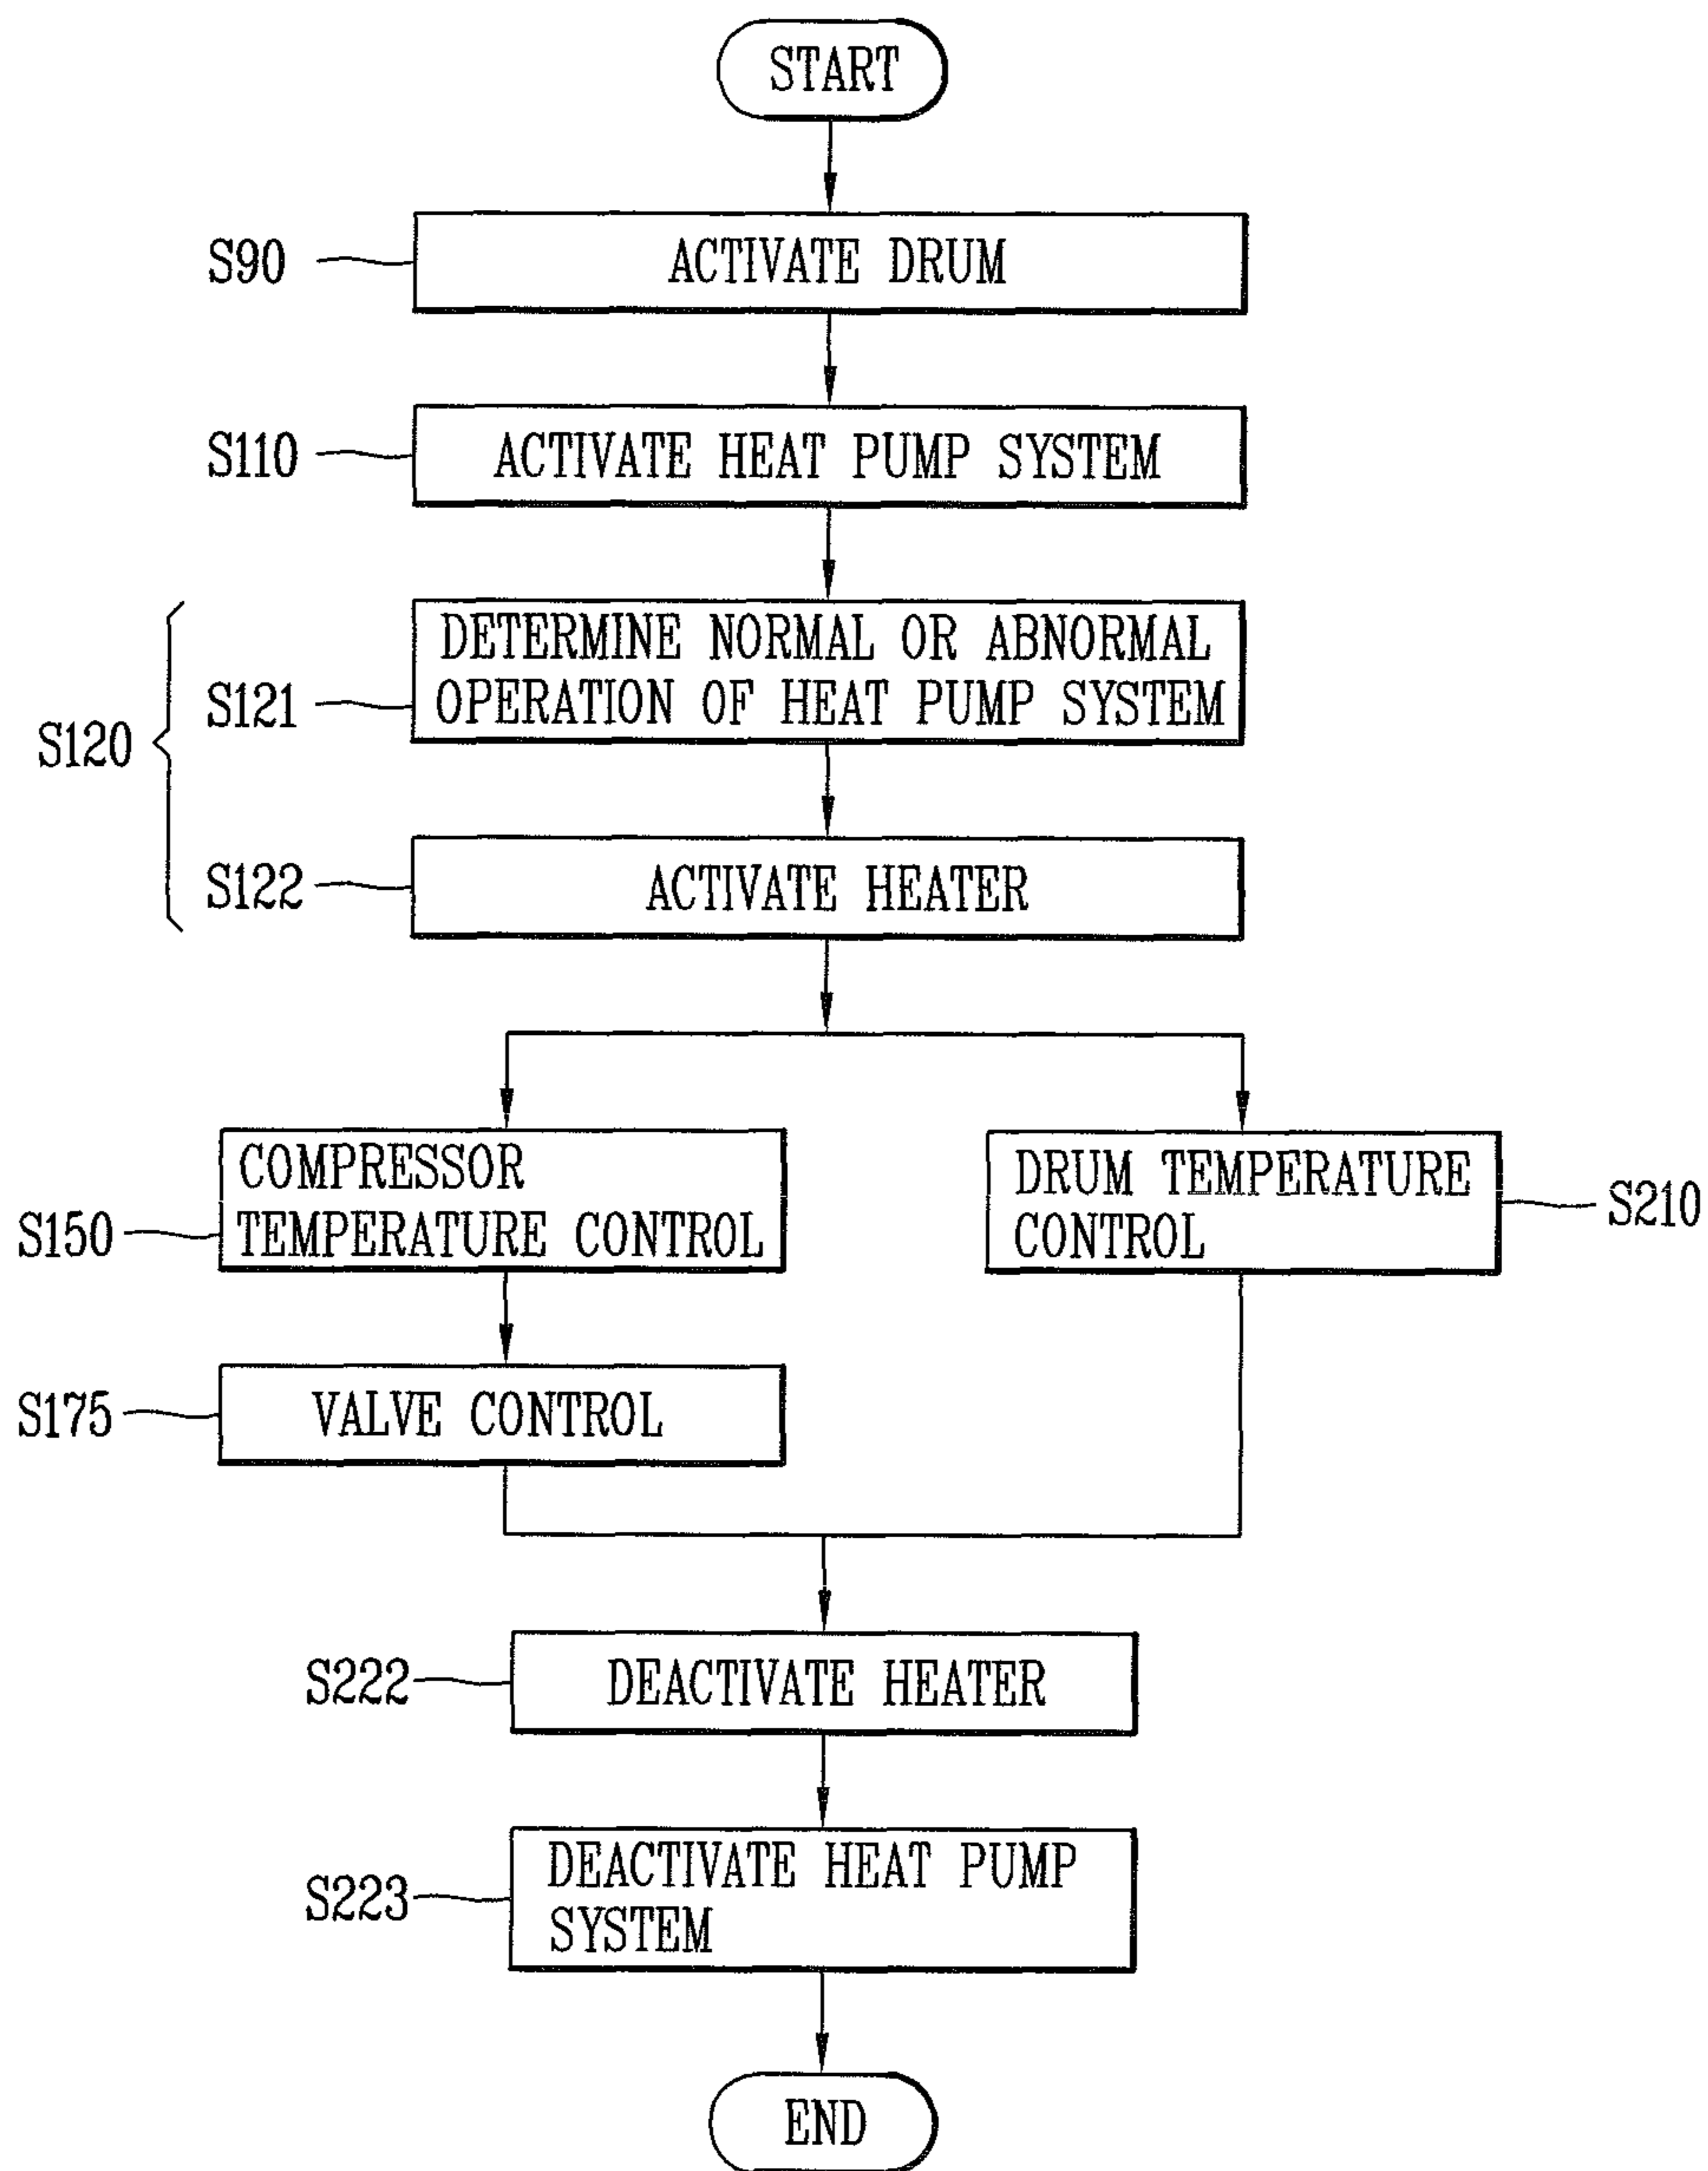 START
S90
ACTIVATE DRUM
S110
ACTIVATE HEAT PUMP SYSTEM
S120
S121
DETERMINE NORMAL OR ABNORMAL
OPERATION OF HEAT PUMP SYSTEM
S122
ACTIVATE HEATER
S150
COMPRESSOR
TEMPERATURE CONTROL
DRUM TEMPERATURE
CONTROL
S210
S175
VALVE CONTROL
S222
DEACTIVATE HEATER
S223
DEACTIVATE HEAT PUMP
SYSTEM
END